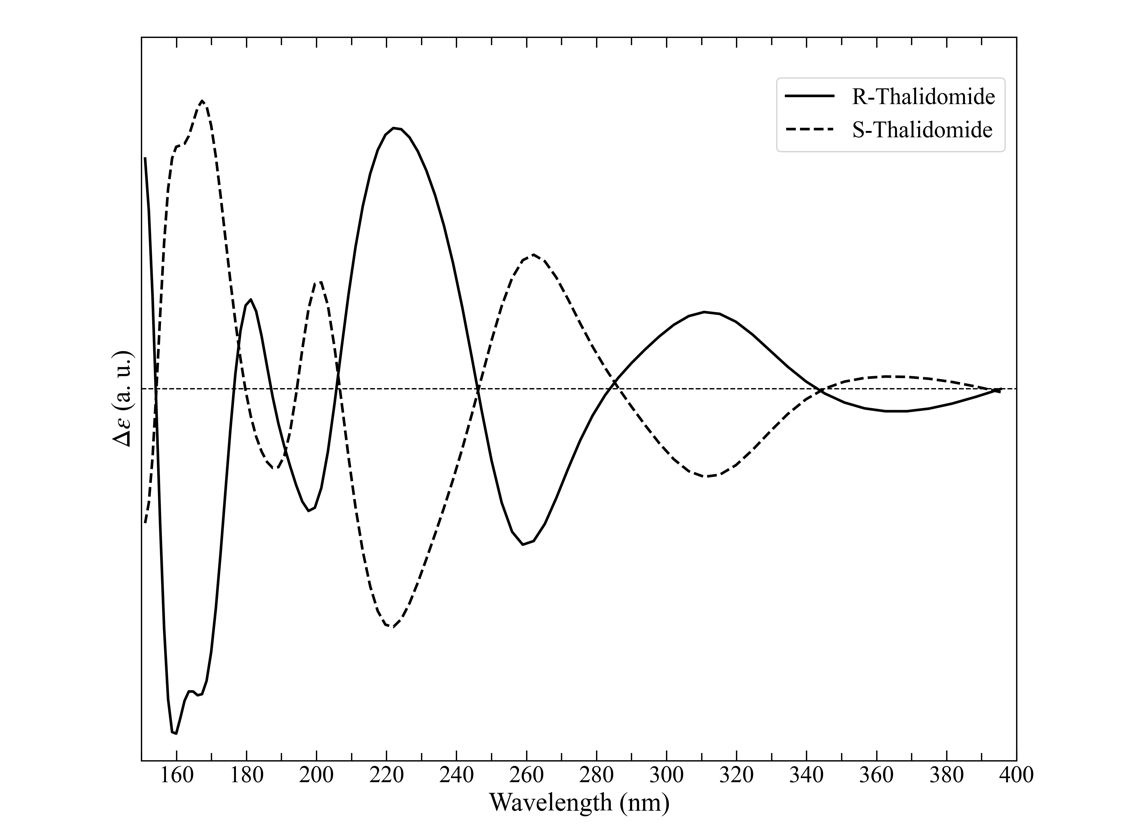 R-Thalidomide
S-Thalidomide
Δε (a. u.)
160 180 200 220 240 260 280 300 320 340 360 380 400
Wavelength (nm)